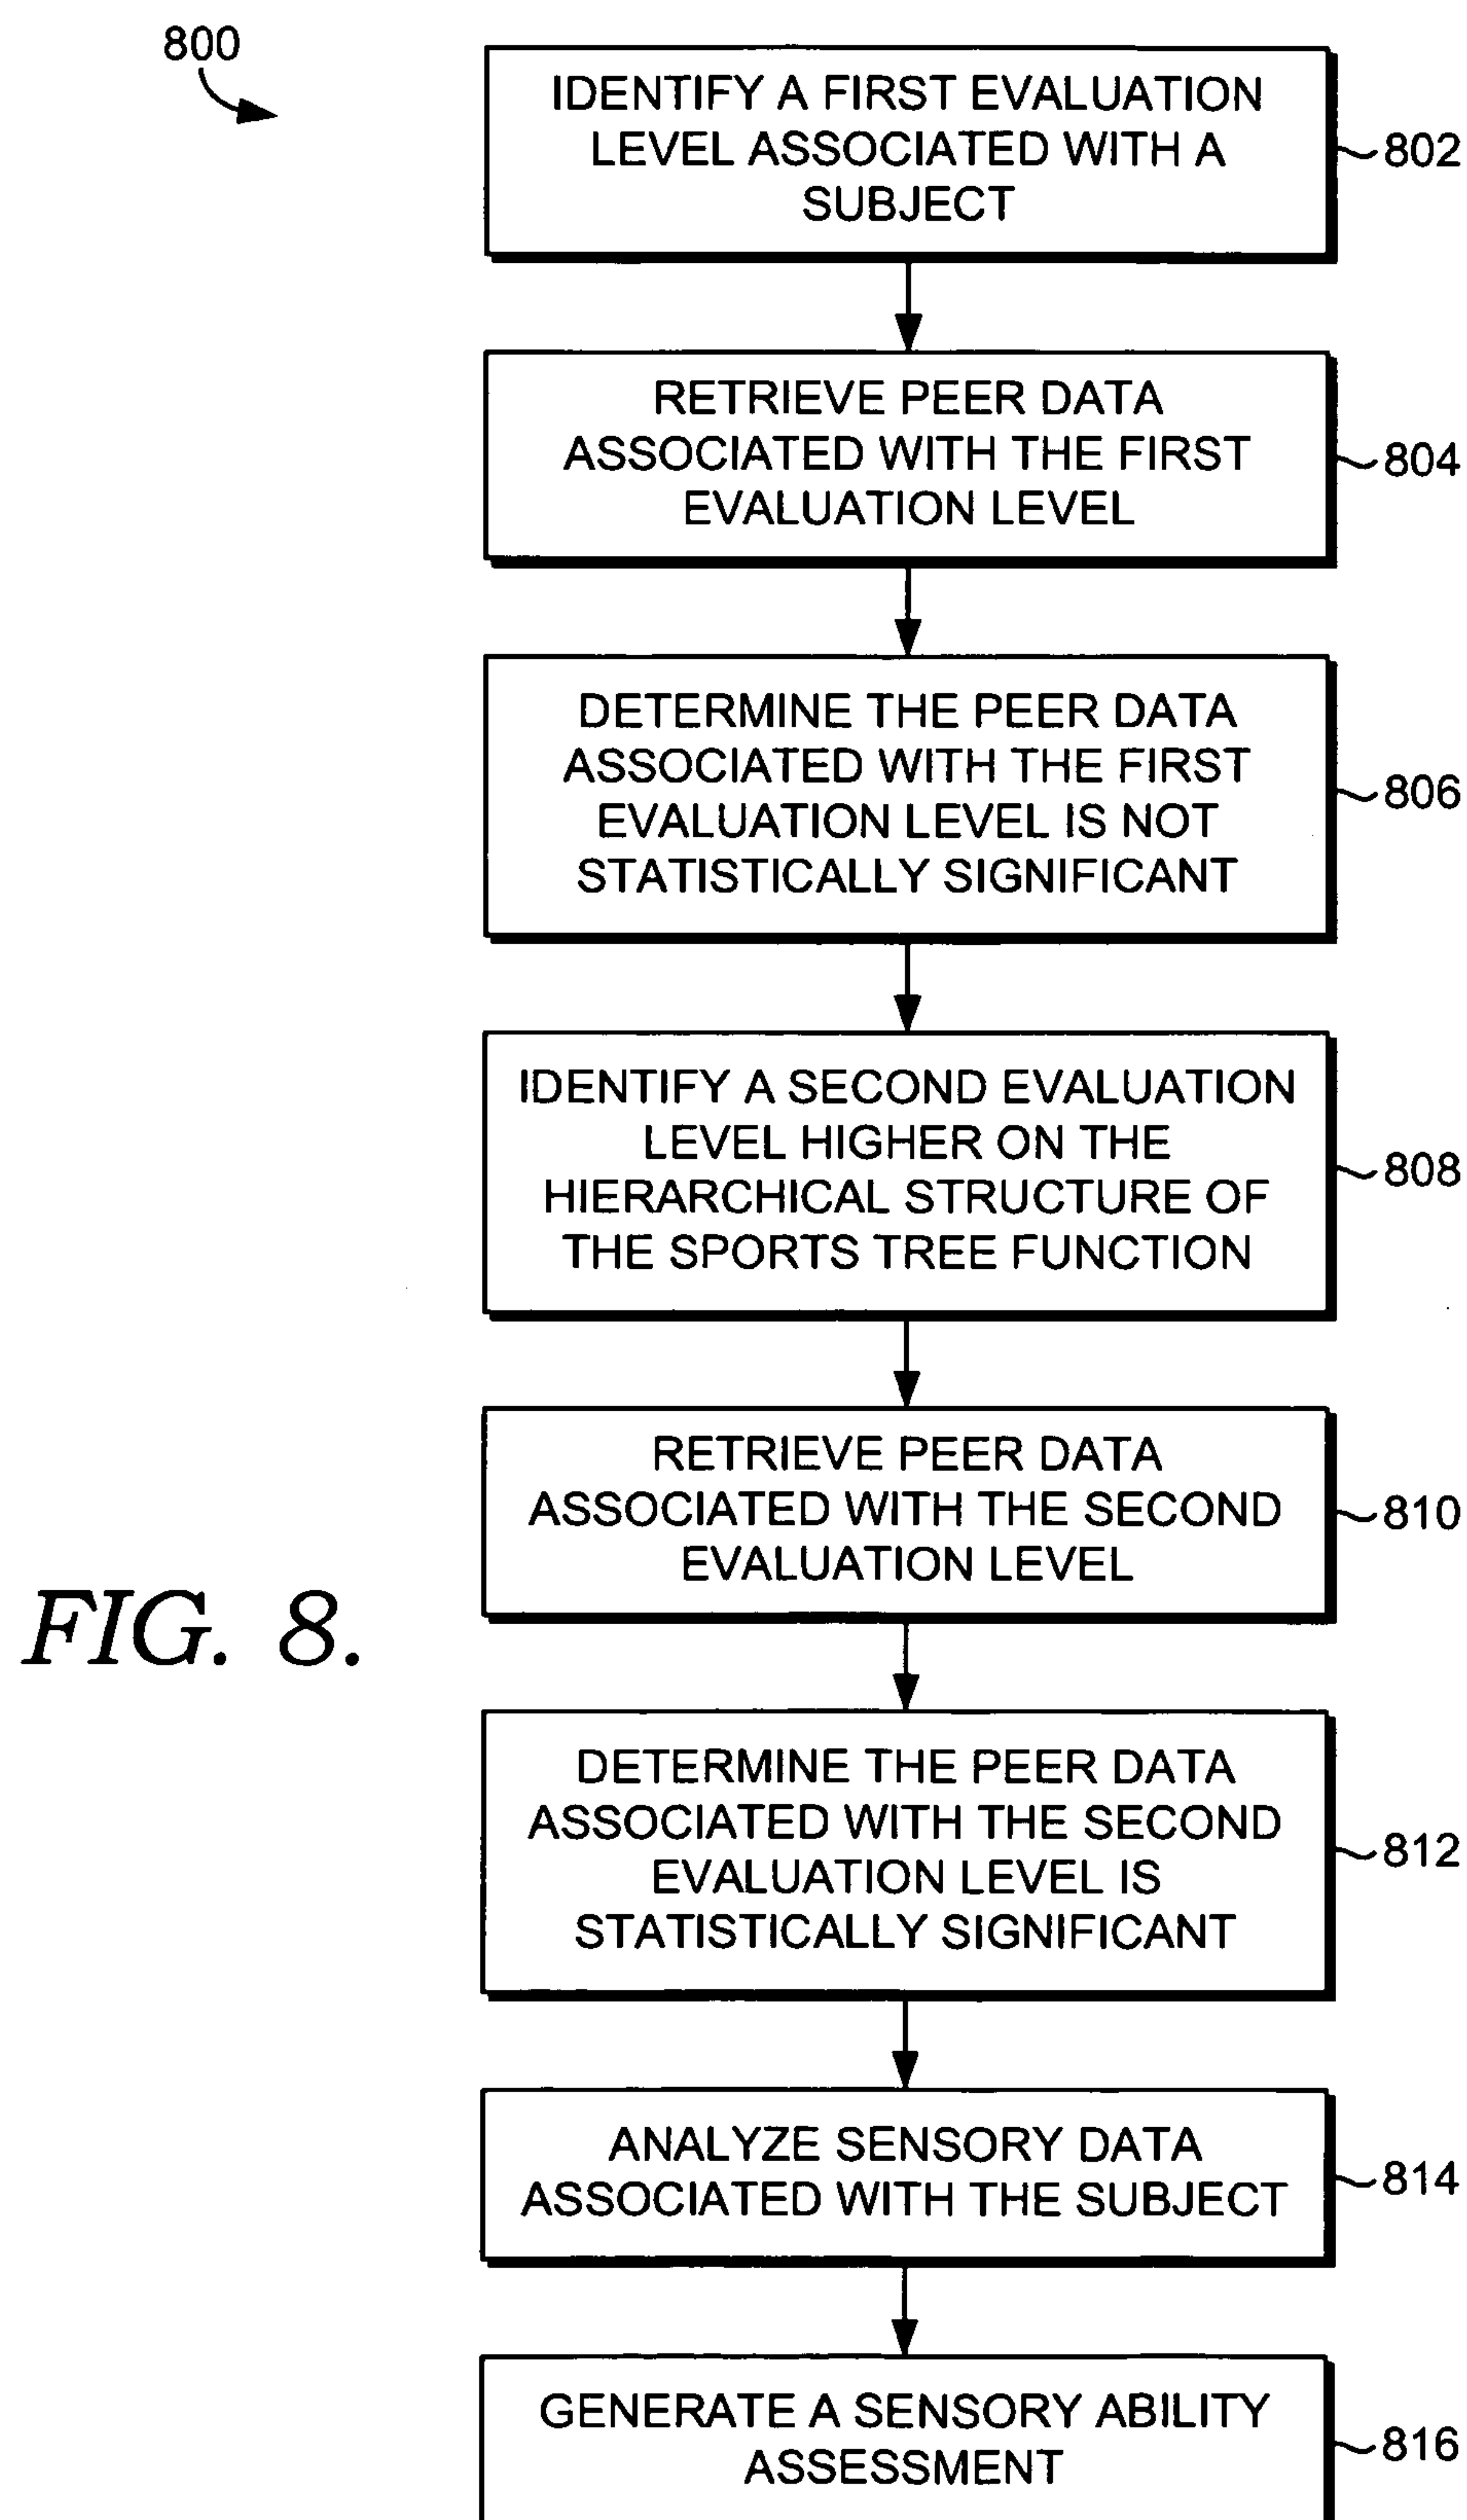 800
IDENTIFY A FIRST EVALUATION
LEVEL ASSOCIATED WITH A
SUBJECT
802
RETRIEVE PEER DATA
ASSOCIATED WITH THE FIRST
EVALUATION LEVEL
804
DETERMINE THE PEER DATA
ASSOCIATED WITH THE FIRST
EVALUATION LEVEL IS NOT
STATISTICALLY SIGNIFICANT
806
IDENTIFY A SECOND EVALUATION
LEVEL HIGHER ON THE
HIERARCHICAL STRUCTURE OF
THE SPORTS TREE FUNCTION
808
RETRIEVE PEER DATA
ASSOCIATED WITH THE SECOND
EVALUATION LEVEL
810
FIG. 8.
DETERMINE THE PEER DATA
ASSOCIATED WITH THE SECOND
EVALUATION LEVEL IS
STATISTICALLY SIGNIFICANT
812
ANALYZE SENSORY DATA
ASSOCIATED WITH THE SUBJECT
814
GENERATE A SENSORY ABILITY
ASSESSMENT
816